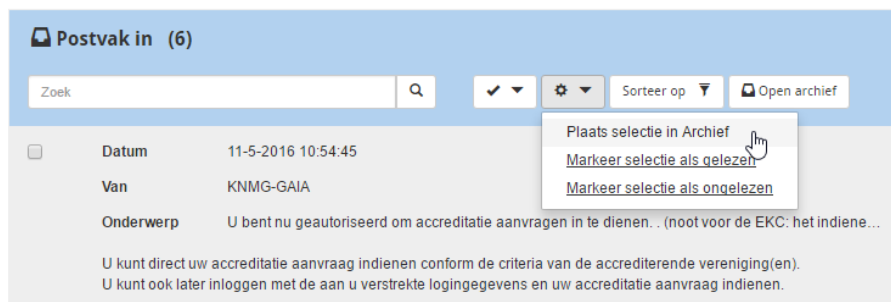 Postvak in (6)
Zoek
Sorteer op
Open archief
Plaats selectie in Archief
Markeer selectie als gelezen
Markeer selectie als ongelezen
Datum 11-5-2016 10:54:45
Van KNMG-GAIA
Onderwerp U bent nu geautoriseerd om accreditatie aanvragen in te dienen. . (noot voor de EKC: het indiene…
U kunt direct uw accreditatie aanvraag indienen conform de criteria van de accrediterende vereniging(en).
U kunt ook later inloggen met de aan u verstrekte logingegevens en uw accreditatie aanvraag indienen.